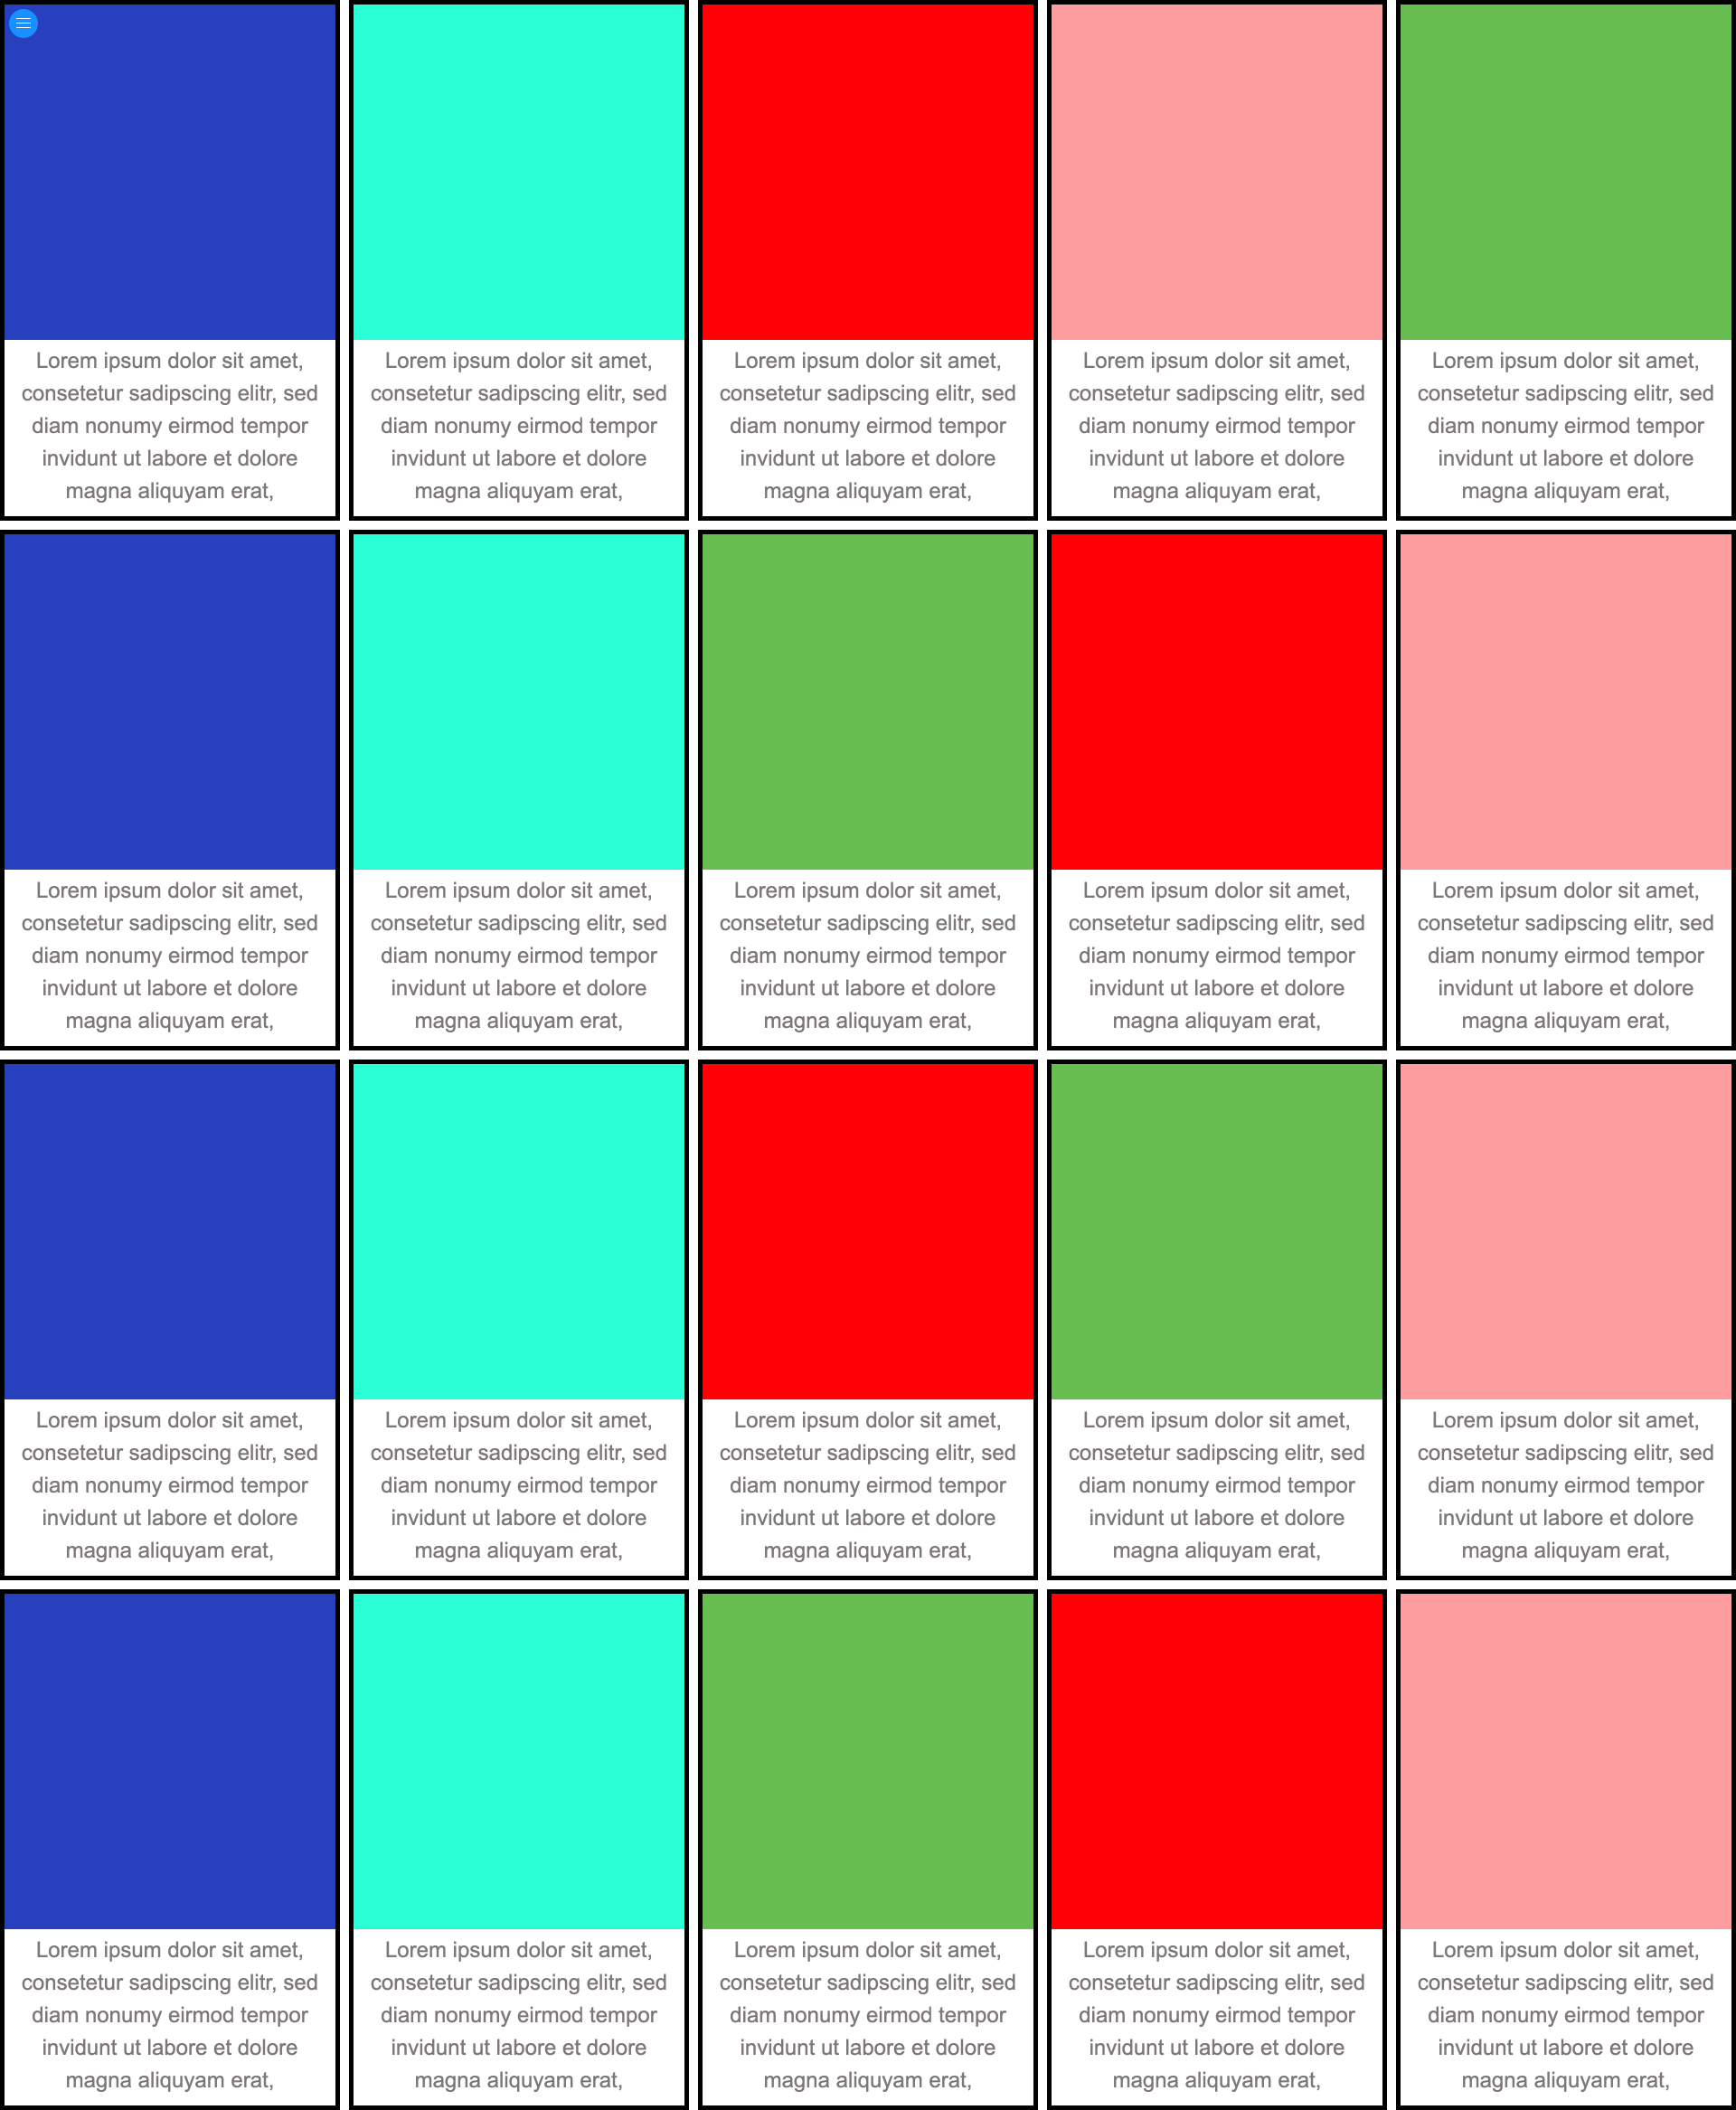 Lorem ipsum dolor sit amet,
consetetur sadipscing elitr, sed
diam nonumy eirmod tempor
invidunt ut labore et dolore
magna aliquyam erat,
Lorem ipsum dolor sit amet,
consetetur sadipscing elitr, sed
diam nonumy eirmod tempor
invidunt ut labore et dolore
magna aliquyam erat,
Lorem ipsum dolor sit amet,
consetetur sadipscing elitr, sed
diam nonumy eirmod tempor
invidunt ut labore et dolore
magna aliquyam erat,
Lorem ipsum dolor sit amet,
consetetur sadipscing elitr, sed
diam nonumy eirmod tempor
invidunt ut labore et dolore
magna aliquyam erat,
Lorem ipsum dolor sit amet,
consetetur sadipscing elitr, sed
diam nonumy eirmod tempor
invidunt ut labore et dolore
magna aliquyam erat,
Lorem ipsum dolor sit amet,
consetetur sadipscing elitr, sed
diam nonumy eirmod tempor
invidunt ut labore et dolore
magna aliquyam erat,
Lorem ipsum dolor sit amet,
consetetur sadipscing elitr, sed
diam nonumy eirmod tempor
invidunt ut labore et dolore
magna aliquyam erat,
Lorem ipsum dolor sit amet,
consetetur sadipscing elitr, sed
diam nonumy eirmod tempor
invidunt ut labore et dolore
magna aliquyam erat,
Lorem ipsum dolor sit amet,
consetetur sadipscing elitr, sed
diam nonumy eirmod tempor
invidunt ut labore et dolore
magna aliquyam erat,
Lorem ipsum dolor sit amet,
consetetur sadipscing elitr, sed
diam nonumy eirmod tempor
invidunt ut labore et dolore
magna aliquyam erat,
Lorem ipsum dolor sit amet,
consetetur sadipscing elitr, sed
diam nonumy eirmod tempor
invidunt ut labore et dolore
magna aliquyam erat,
Lorem ipsum dolor sit amet,
consetetur sadipscing elitr, sed
diam nonumy eirmod tempor
invidunt ut labore et dolore
magna aliquyam erat,
Lorem ipsum dolor sit amet,
consetetur sadipscing elitr, sed
diam nonumy eirmod tempor
invidunt ut labore et dolore
magna aliquyam erat,
Lorem ipsum dolor sit amet,
consetetur sadipscing elitr, sed
diam nonumy eirmod tempor
invidunt ut labore et dolore
magna aliquyam erat,
Lorem ipsum dolor sit amet,
consetetur sadipscing elitr, sed
diam nonumy eirmod tempor
invidunt ut labore et dolore
magna aliquyam erat,
Lorem ipsum dolor sit amet,
consetetur sadipscing elitr, sed
diam nonumy eirmod tempor
invidunt ut labore et dolore
magna aliquyam erat,
Lorem ipsum dolor sit amet,
consetetur sadipscing elitr, sed
diam nonumy eirmod tempor
invidunt ut labore et dolore
magna aliquyam erat,
Lorem ipsum dolor sit amet,
consetetur sadipscing elitr, sed
diam nonumy eirmod tempor
invidunt ut labore et dolore
magna aliquyam erat,
Lorem ipsum dolor sit amet,
consetetur sadipscing elitr, sed
diam nonumy eirmod tempor
invidunt ut labore et dolore
magna aliquyam erat,
Lorem ipsum dolor sit amet,
consetetur sadipscing elitr, sed
diam nonumy eirmod tempor
invidunt ut labore et dolore
magna aliquyam erat,